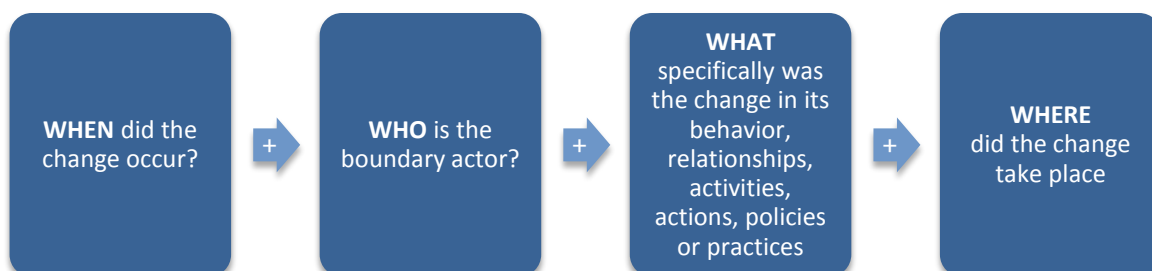 WHEN did the
change occur?
+
WHO is the
boundary actor?
+
WHAT
specifically was
the change in its
behavior,
relationships,
activities,
actions, policies
or practices
+
WHERE
did the change
take place